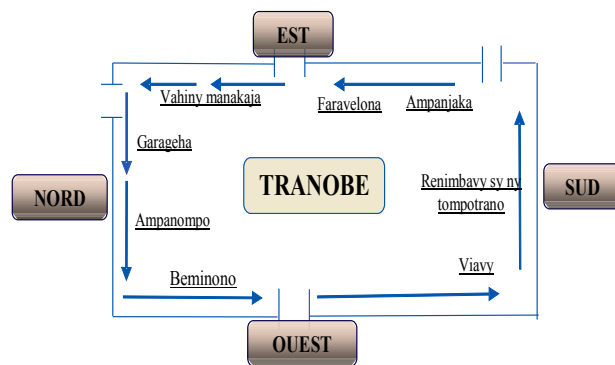 EST
Vahiny manakaja
Faravelona
Ampanjaka
Garageha
TRANOBE
Renimbavy sy ny
tompotrano
NORD
SUD
Ampanompo
Viavy
Beminono
OUEST